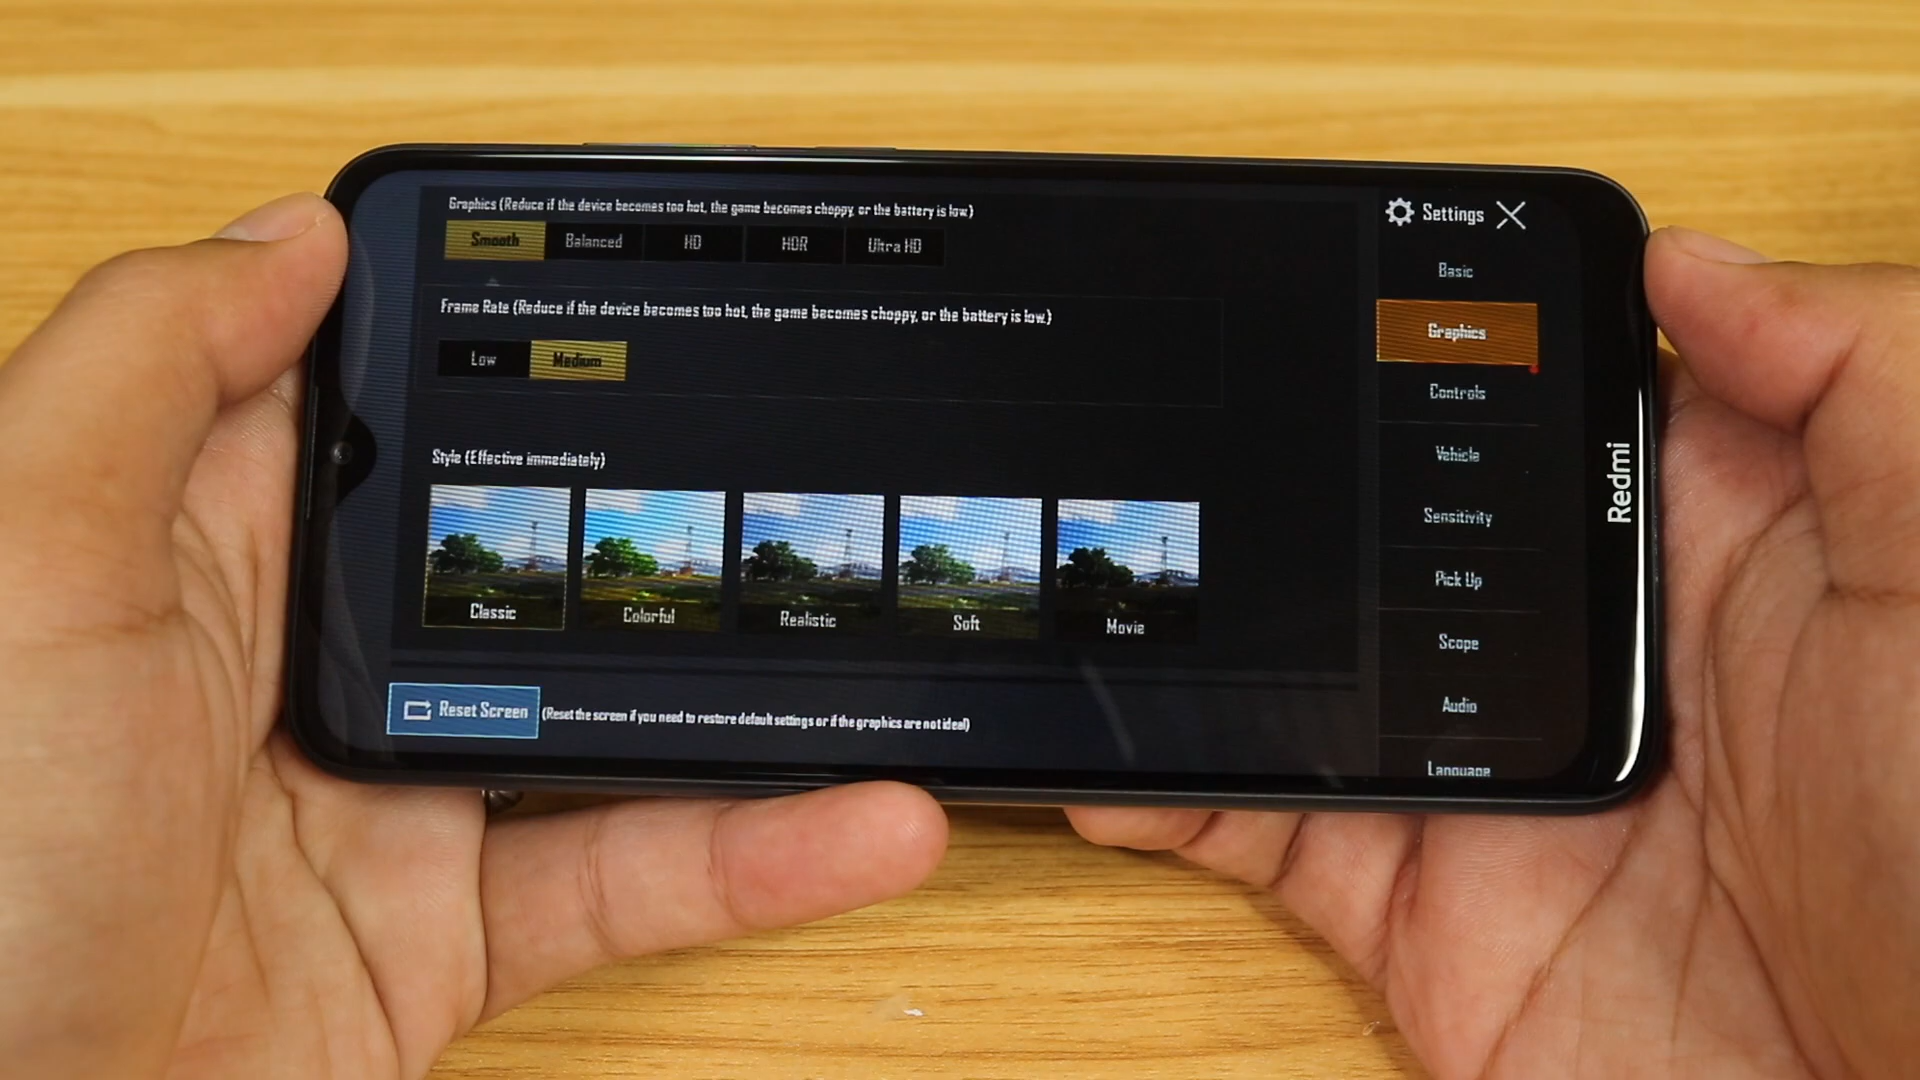 Graphics (Reduce if the device becomes too hot, the game becomes choppy, or the battery is low.)
Smooth Balanced HD HDR Ultra HD
Frame Rate (Reduce if the device becomes too hot, the game becomes choppy, or the battery is low.)
Low Medium
Style (Effective immediately)
Classic Colorful Realistic Soft Movie
Reset Screen (Reset the screen if you need to restore default settings or if the graphics are not ideal)
Settings
Basic
Graphics
Controls
Vehicle
Sensitivity
Pick Up
Scope
Audio
Language
Redmi